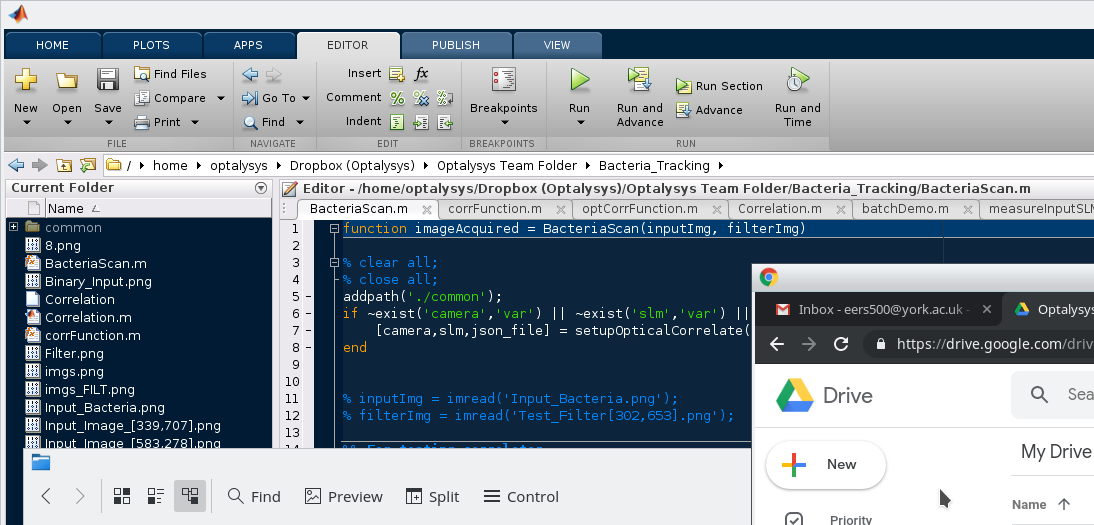 HOME PLOTS APPS EDITOR PUBLISH VIEW
New Open Save Find Files Compare Print
Go To Find
Insert fx
Comment
Indent
Breakpoints
Run Run and Advance Run Section Advance Run and Time
FILE NAVIGATE EDIT BREAKPOINTS RUN
/ home optalysys Dropbox (Optalysys) Optalysys Team Folder Bacteria_Tracking
Current Folder
Name
common
8.png
BacteriaScan.m
Binary_Input.png
Correlation
Correlation.m
corrFunction.m
Filter.png
imgs.png
imgs_FILT.png
Input_Bacteria.png
Input_Image_[339,707].png
Input_Image_[583,278].png
Editor - /home/optalysys/Dropbox (Optalysys)/Optalysys Team Folder/Bacteria_Tracking/BacteriaScan.m
BacteriaScan.m corrFunction.m optCorrFunction.m Correlation.m batchDemo.m measureInputSLM
1 function imageAcquired = BacteriaScan(inputImg, filterImg)
2
3 % clear all;
4 % close all;
5 - addpath('./common');
6 - if ~exist('camera','var') || ~exist('slm','var') ||
7 - [camera,slm,json_file] = setupOpticalCorrelate(
8 - end
9
10
11 % inputImg = imread('Input_Bacteria.png');
12 % filterImg = imread('Test_Filter[302,653].png');
13
14 %% For testing correlator
Find Preview Split Control
Inbox - eers500@york.ac.uk - Optalysys
https://drive.google.com/drive
Drive Sea
New My Drive
Name
Priority